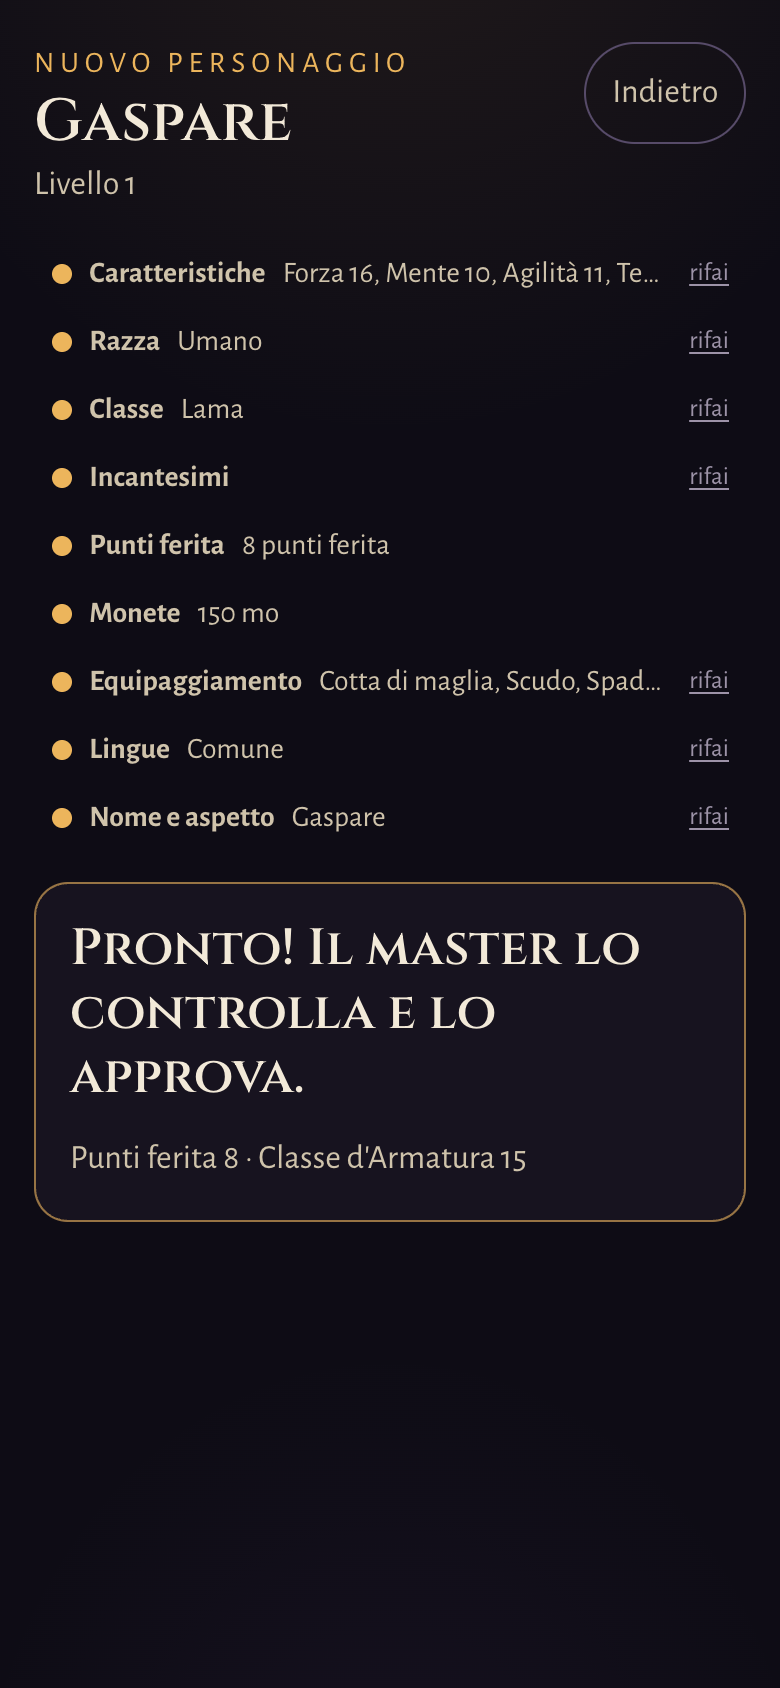 NUOVO PERSONAGGIO
Gaspare
Indietro
Livello 1
Caratteristiche Forza 16, Mente 10, Agilità 11, Te... rifai
Razza Umano rifai
Classe Lama rifai
Incantesimi rifai
Punti ferita 8 punti ferita
Monete 150 mo
Equipaggiamento Cotta di maglia, Scudo, Spad... rifai
Lingue Comune rifai
Nome e aspetto Gaspare rifai
Pronto! Il master lo
controlla e lo
approva.
Punti ferita 8 · Classe d'Armatura 15